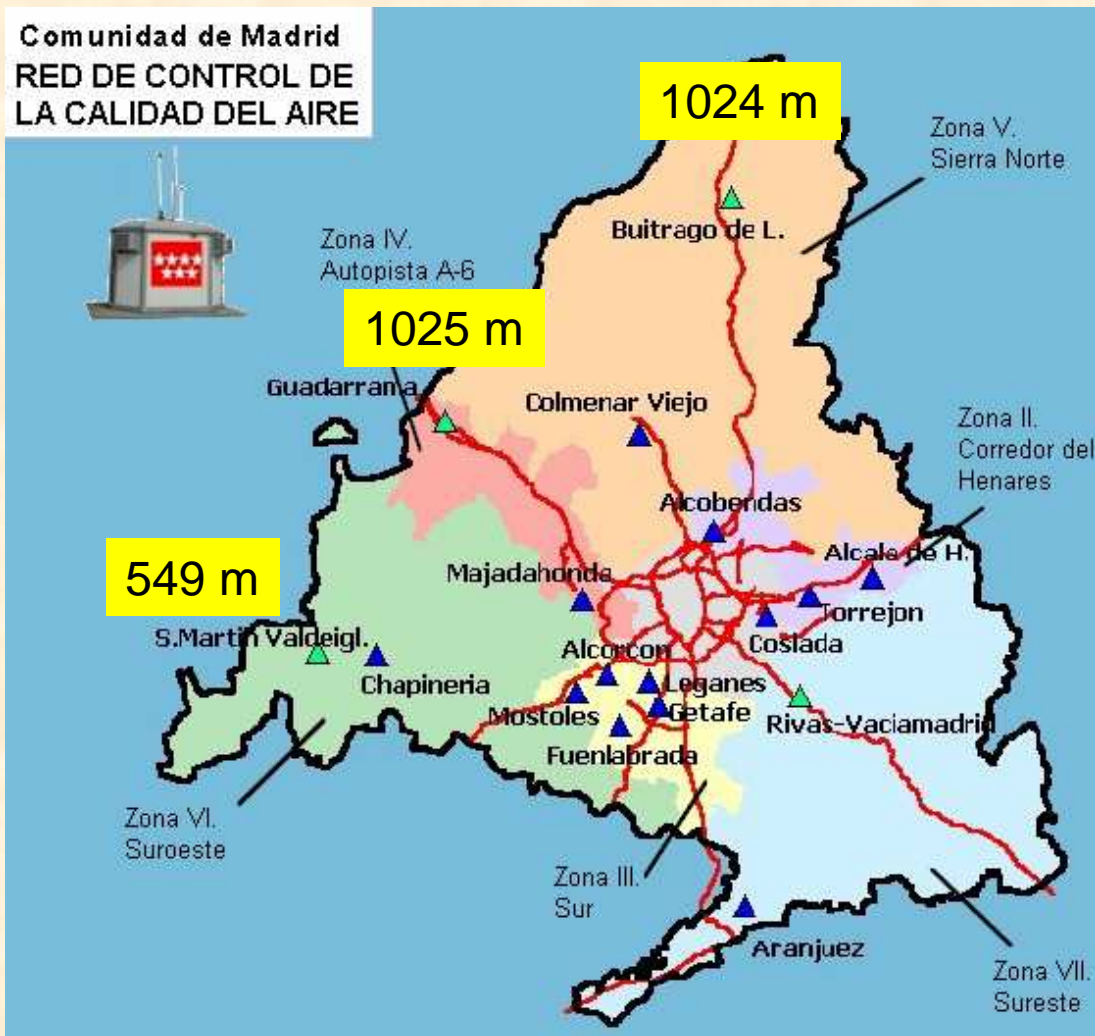 Comunidad de Madrid
RED DE CONTROL DE
LA CALIDAD DEL AIRE
1024 m
Zona V.
Sierra Norte
Buitrago de L.
Zona IV.
Autopista A-6
1025 m
Guadarrama
Colmenar Viejo
Zona II.
Corredor del
Henares
Alcobendas
Alcala de H.
549 m
Majadahonda
Torrejon
S.Martin Valdeigl.
Coslada
Alcorcon
Chapineria
Leganes
Mostoles
Getafe
Rivas-Vaciamadrid
Fuenlabrada
Zona VI.
Suroeste
Zona III.
Sur
Aranjuez
Zona VII.
Sureste